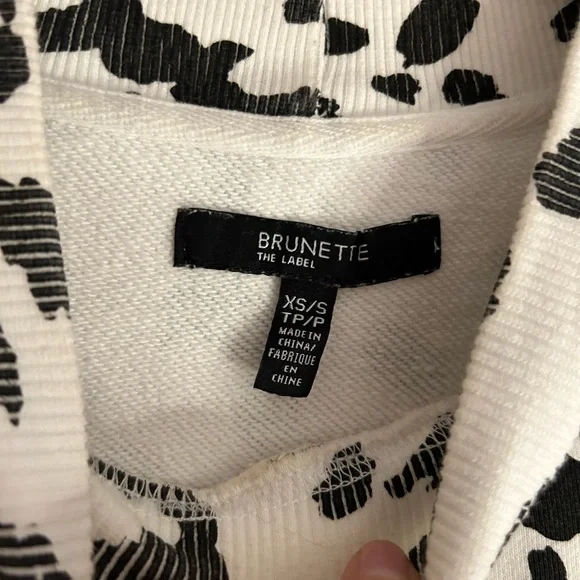 BRUNETTE
THE LABEL
XS/S
TP/P
MADE IN
CHINA/
FABRIQUE
EN
CHINE